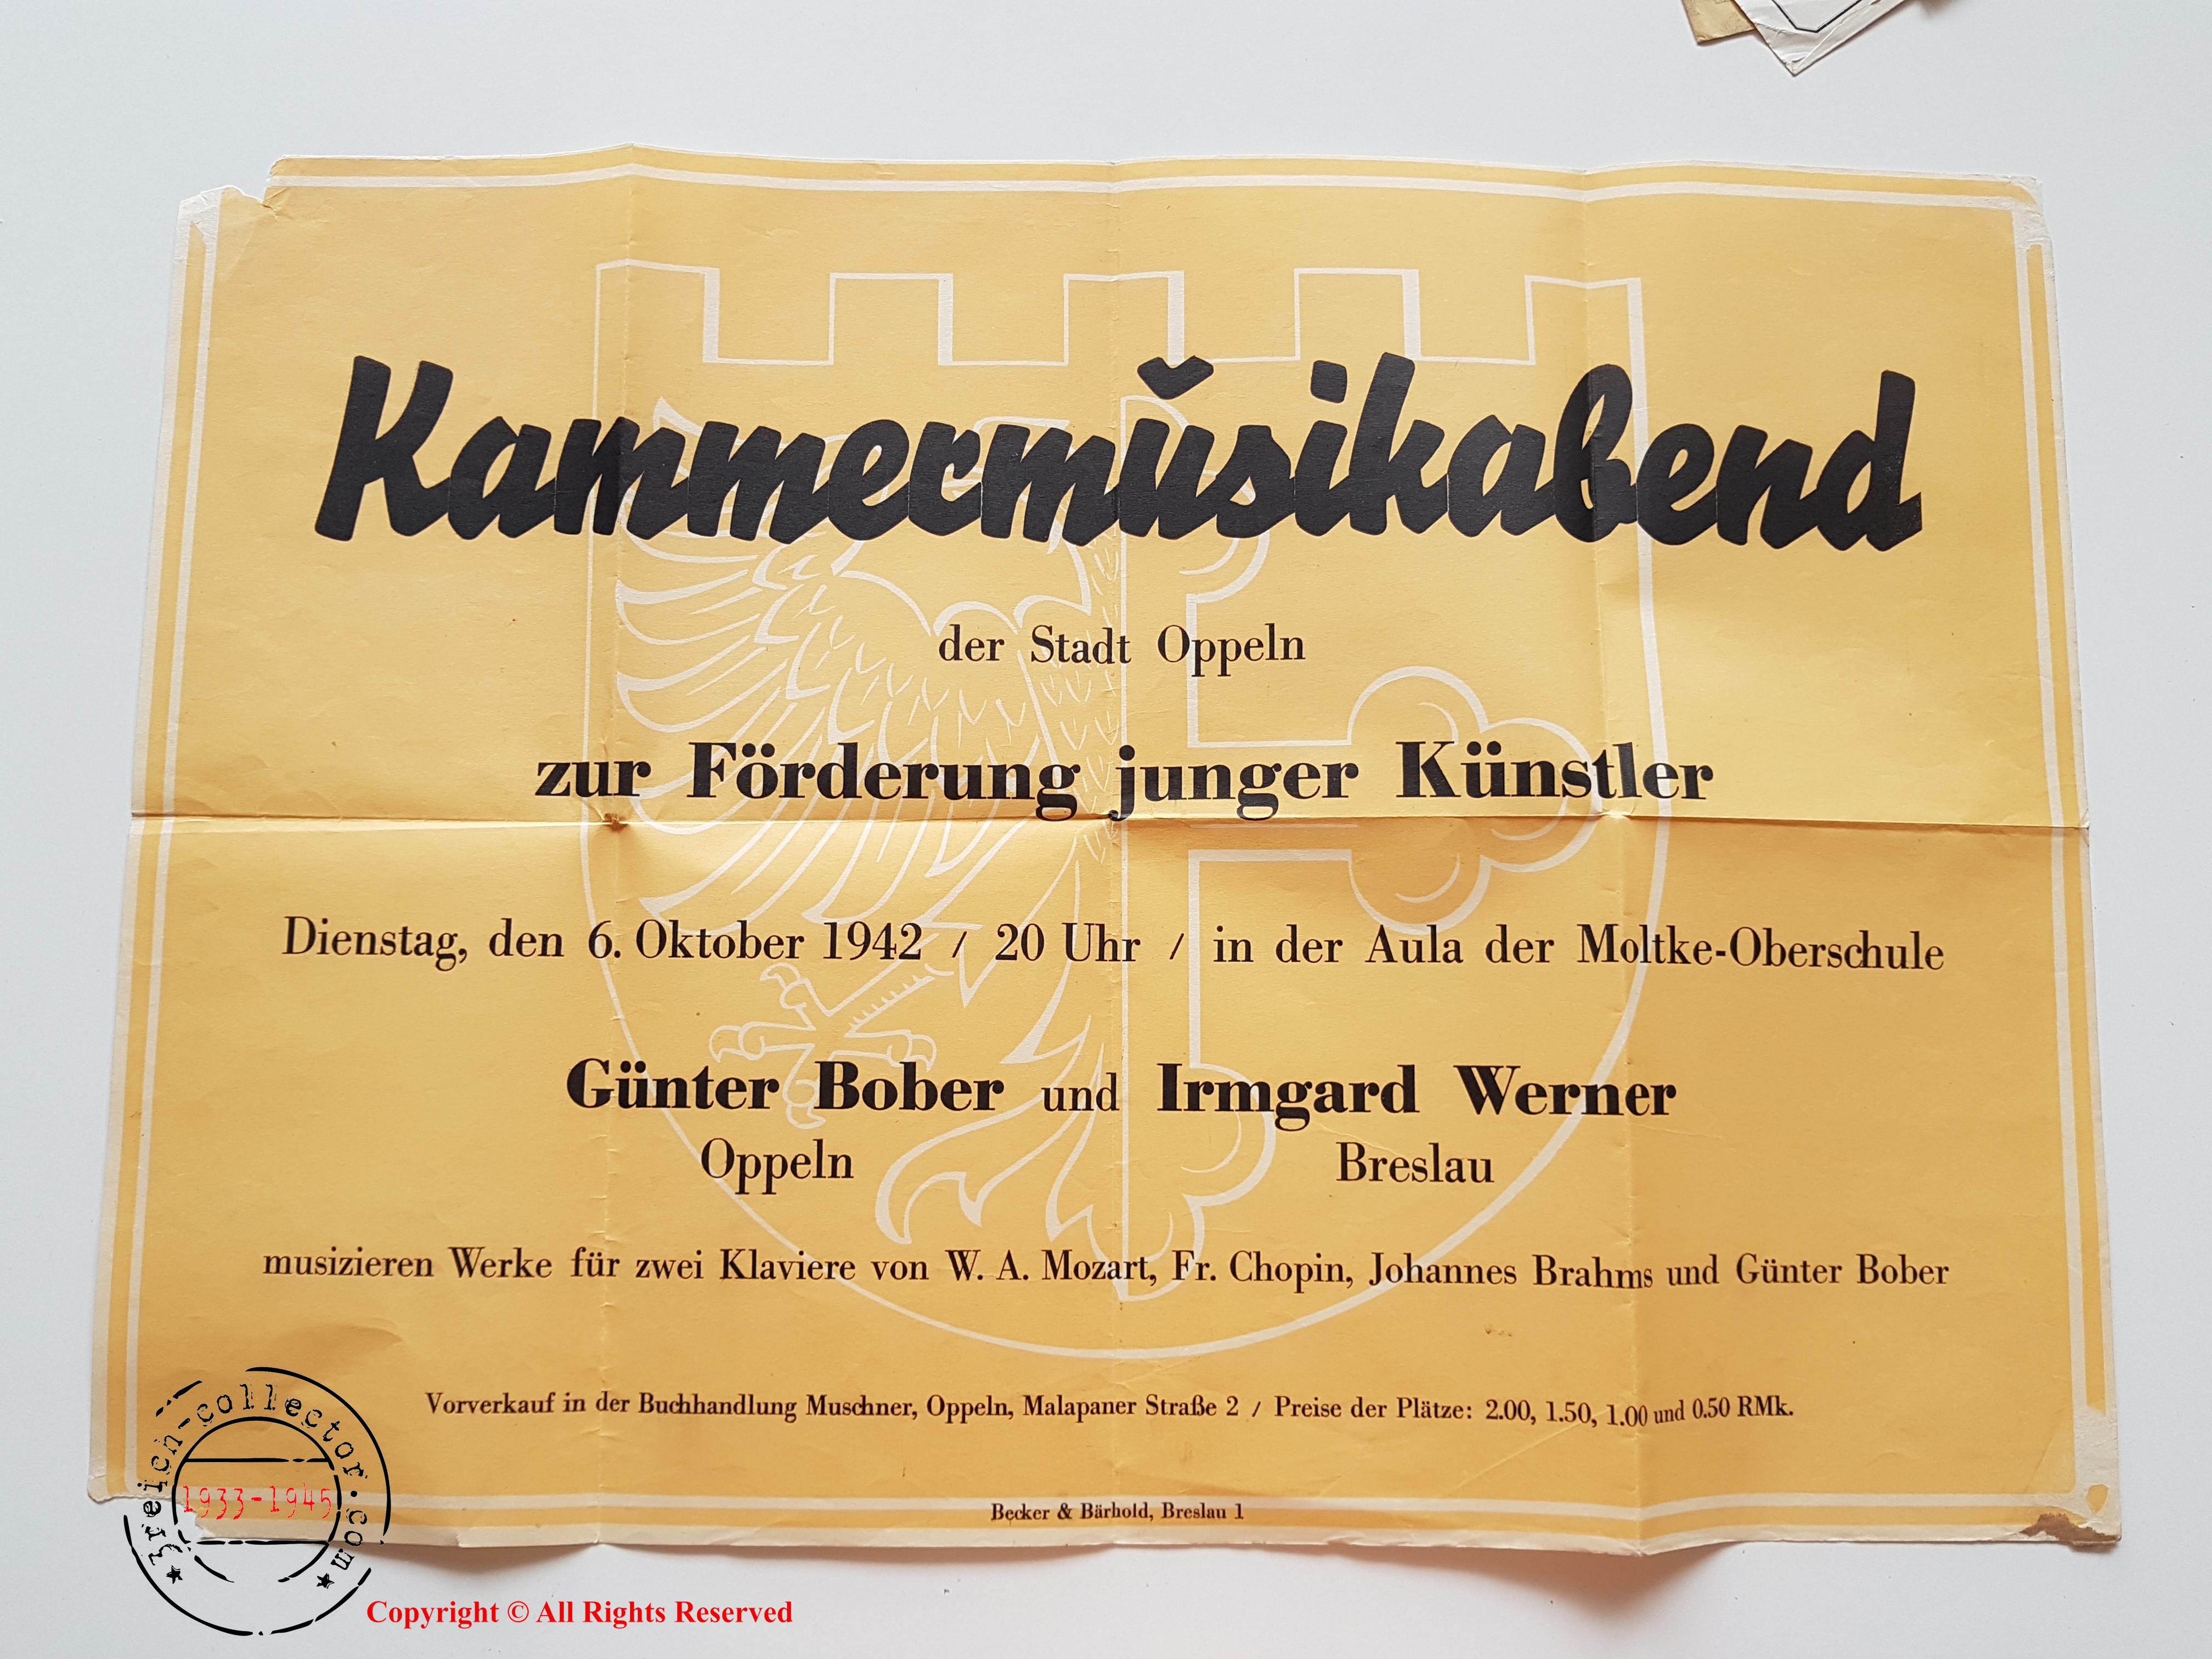 Kammermusikabend
der Stadt Oppeln
zur Förderung junger Künstler
Dienstag, den 6. Oktober 1942 / 20 Uhr / in der Aula der Moltke-Oberschule
Günter Bober und Irmgard Werner
Oppeln Breslau
musizieren Werke für zwei Klaviere von W. A. Mozart, Fr. Chopin, Johannes Brahms und Günter Bober
Vorverkauf in der Buchhandlung Muschner, Oppeln, Malapaner Straße 2 / Preise der Plätze: 2.00, 1.50, 1.00 und 0.50 RMk.
Becker & Bärhold, Breslau 1
3reich-collector.com
1933-1945
Copyright © All Rights Reserved